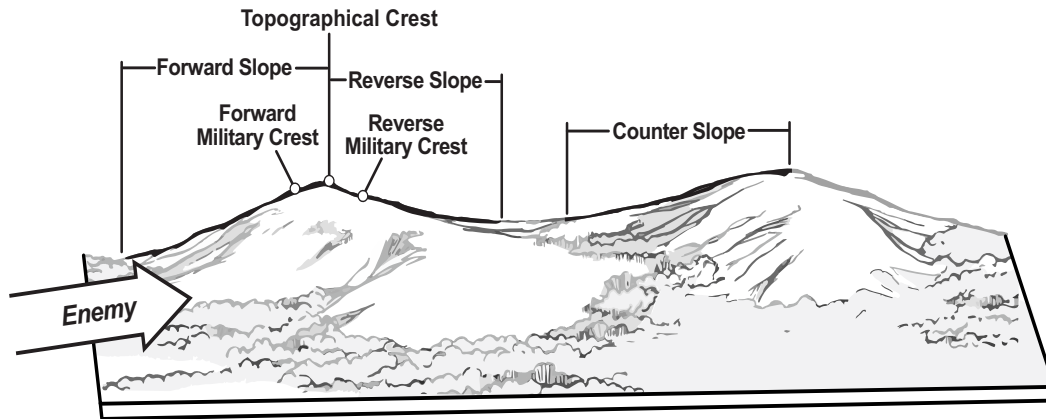 Topographical Crest
Forward Slope
Reverse Slope
Forward
Military Crest
Reverse
Military Crest
Counter Slope
Enemy